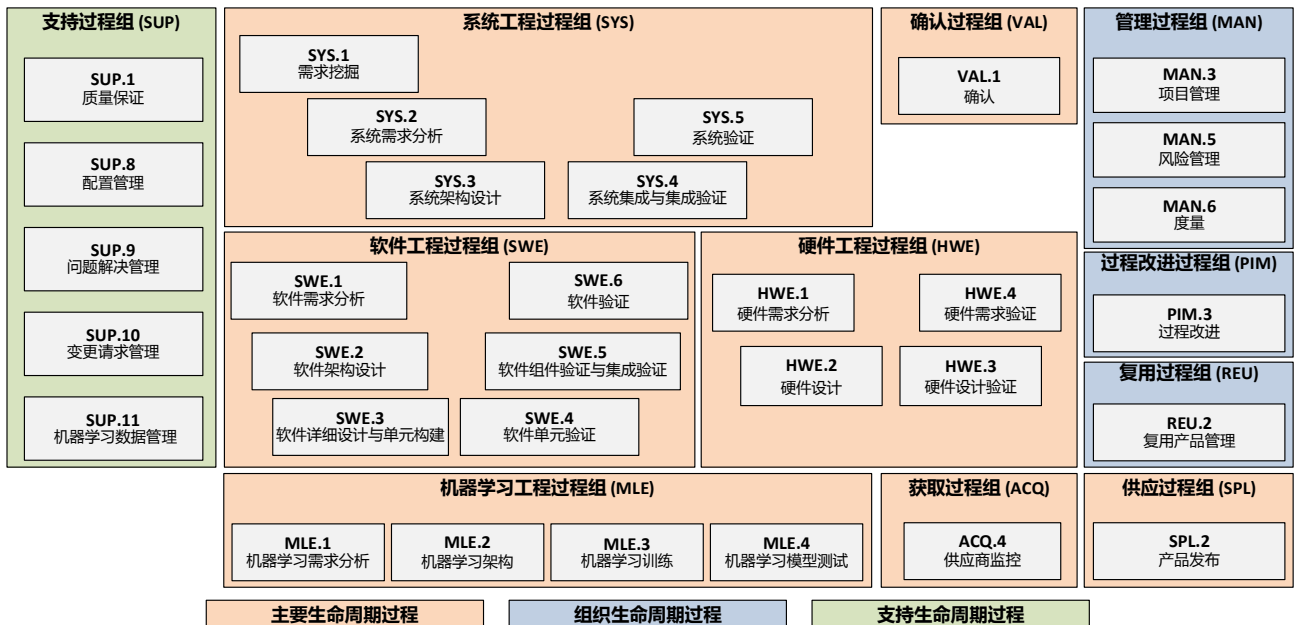 支持过程组 (SUP)
SUP.1
质量保证
SUP.8
配置管理
SUP.9
问题解决管理
SUP.10
变更请求管理
SUP.11
机器学习数据管理
系统工程过程组 (SYS)
SYS.1
需求挖掘
SYS.2
系统需求分析
SYS.5
系统验证
SYS.3
系统架构设计
SYS.4
系统集成与集成验证
确认过程组 (VAL)
VAL.1
确认
管理过程组 (MAN)
MAN.3
项目管理
MAN.5
风险管理
MAN.6
度量
软件工程过程组 (SWE)
SWE.1
软件需求分析
SWE.6
软件验证
SWE.2
软件架构设计
SWE.5
软件组件验证与集成验证
SWE.3
软件详细设计与单元构建
SWE.4
软件单元验证
硬件工程过程组 (HWE)
HWE.1
硬件需求分析
HWE.4
硬件需求验证
HWE.2
硬件设计
HWE.3
硬件设计验证
过程改进过程组 (PIM)
PIM.3
过程改进
复用过程组 (REU)
REU.2
复用产品管理
机器学习工程过程组 (MLE)
MLE.1
机器学习需求分析
MLE.2
机器学习架构
MLE.3
机器学习训练
MLE.4
机器学习模型测试
获取过程组 (ACQ)
ACQ.4
供应商监控
供应过程组 (SPL)
SPL.2
产品发布
主要生命周期过程
组织生命周期过程
支持生命周期过程